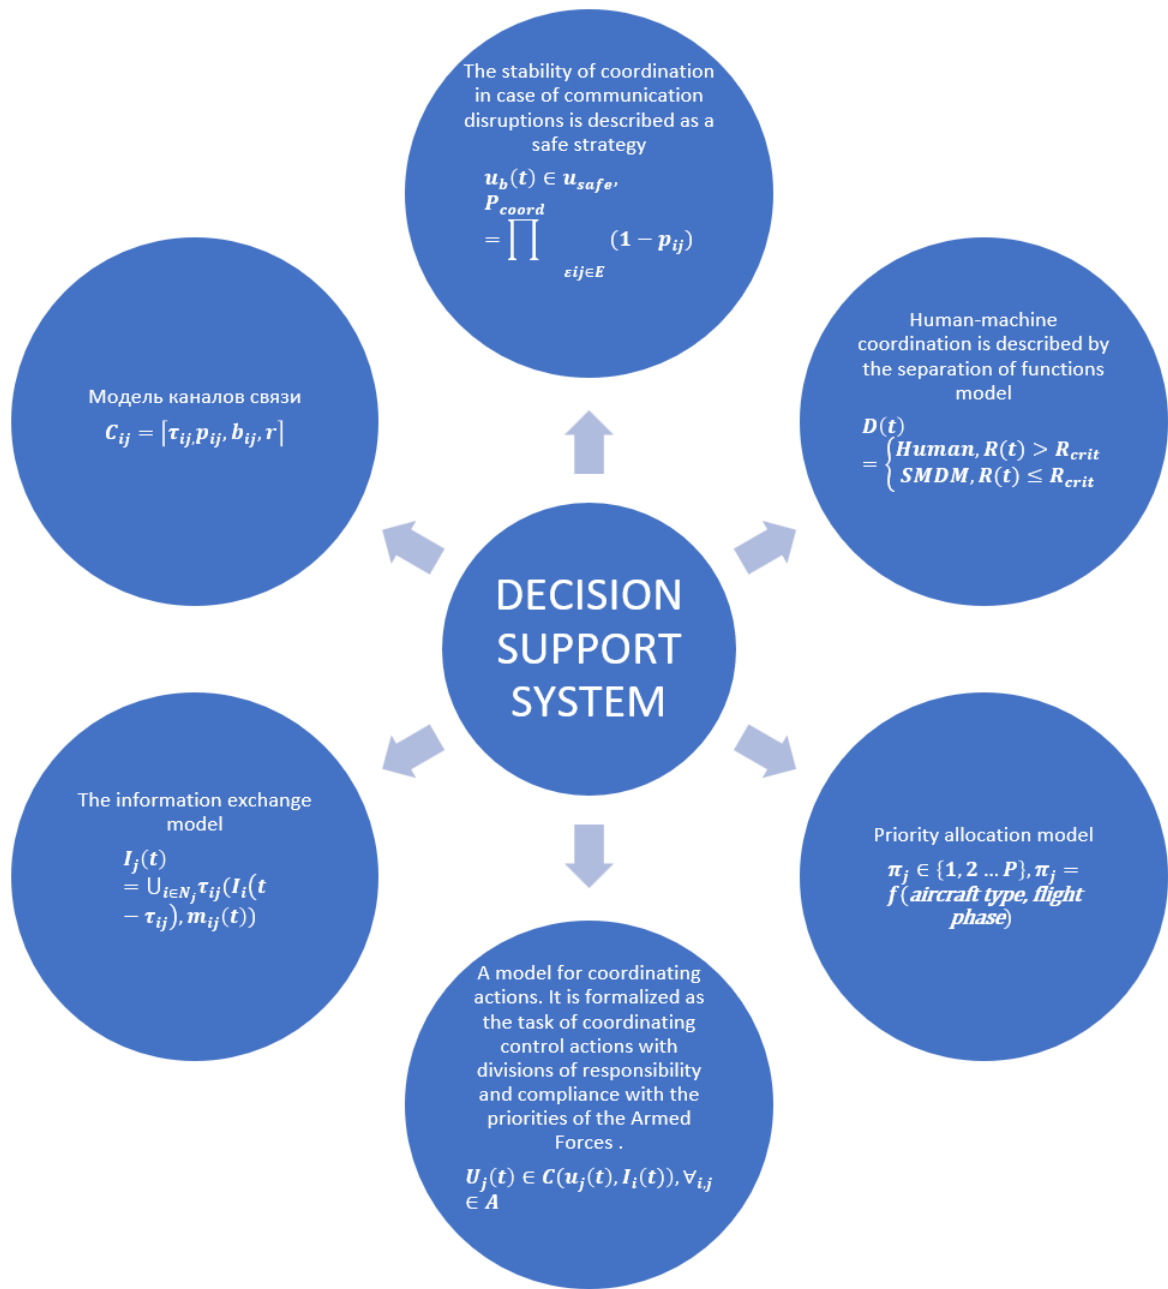 The stability of coordination
in case of communication
disruptions is described as a
safe strategy
u_b(t) ∈ u_safe,
P_coord
= ∏ (1 − p_ij)
εij∈E
Human-machine
coordination is described by
the separation of functions
model
D(t)
= {Human, R(t) > R_crit
SMDM, R(t) ≤ R_crit
Модель каналов связи
C_ij = ⌈τ_ij, p_ij, b_ij, r⌉
DECISION
SUPPORT
SYSTEM
The information exchange
model
I_j(t)
= ⋃_{i∈N_j} τ_ij(I_i(t
− τ_ij), m_ij(t))
Priority allocation model
π_j ∈ {1, 2 … P}, π_j =
f(aircraft type, flight
phase)
A model for coordinating
actions. It is formalized as
the task of coordinating
control actions with
divisions of responsibility
and compliance with the
priorities of the Armed
Forces .
U_j(t) ∈ C(u_j(t), I_i(t)), ∀_{i,j}
∈ A